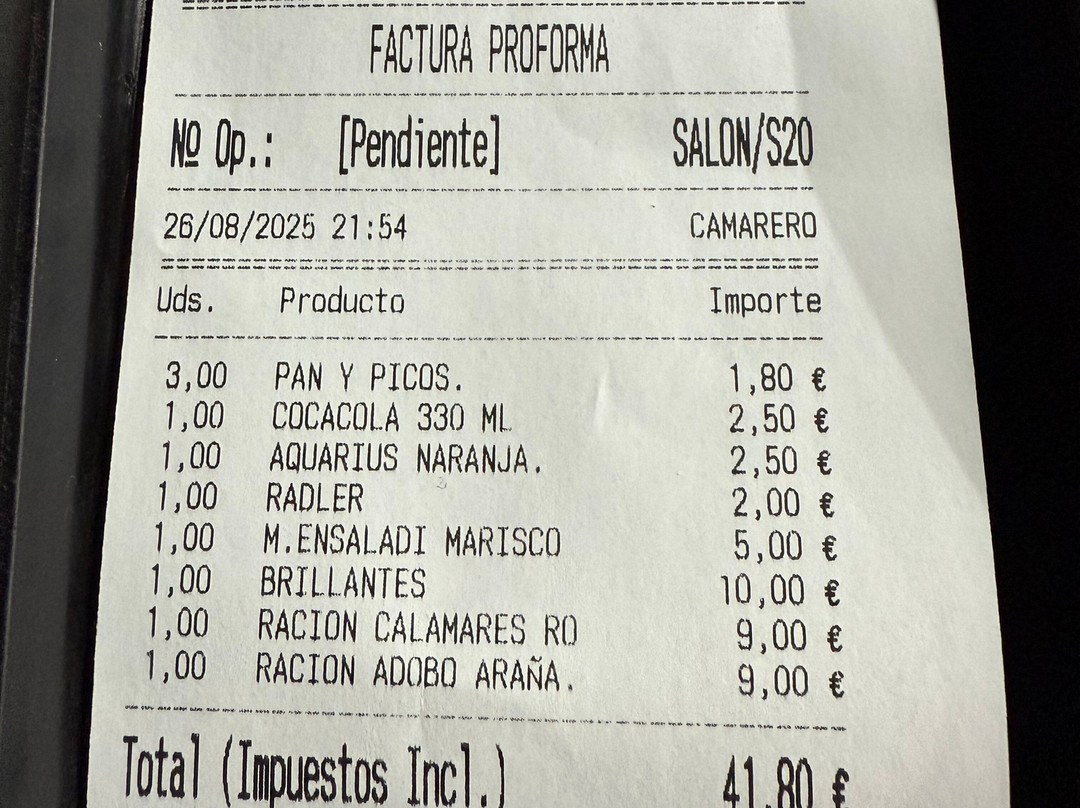 FACTURA PROFORMA
Nº Op.: [Pendiente] SALON/S20
26/08/2025 21:54 CAMARERO
Uds. Producto Importe
3,00 PAN Y PICOS. 1,80 €
1,00 COCACOLA 330 ML 2,50 €
1,00 AQUARIUS NARANJA. 2,50 €
1,00 RADLER 2,00 €
1,00 M.ENSALADI MARISCO 5,00 €
1,00 BRILLANTES 10,00 €
1,00 RACION CALAMARES RO 9,00 €
1,00 RACION ADOBO ARAÑA. 9,00 €
Total (Impuestos Incl.) 41,80 €